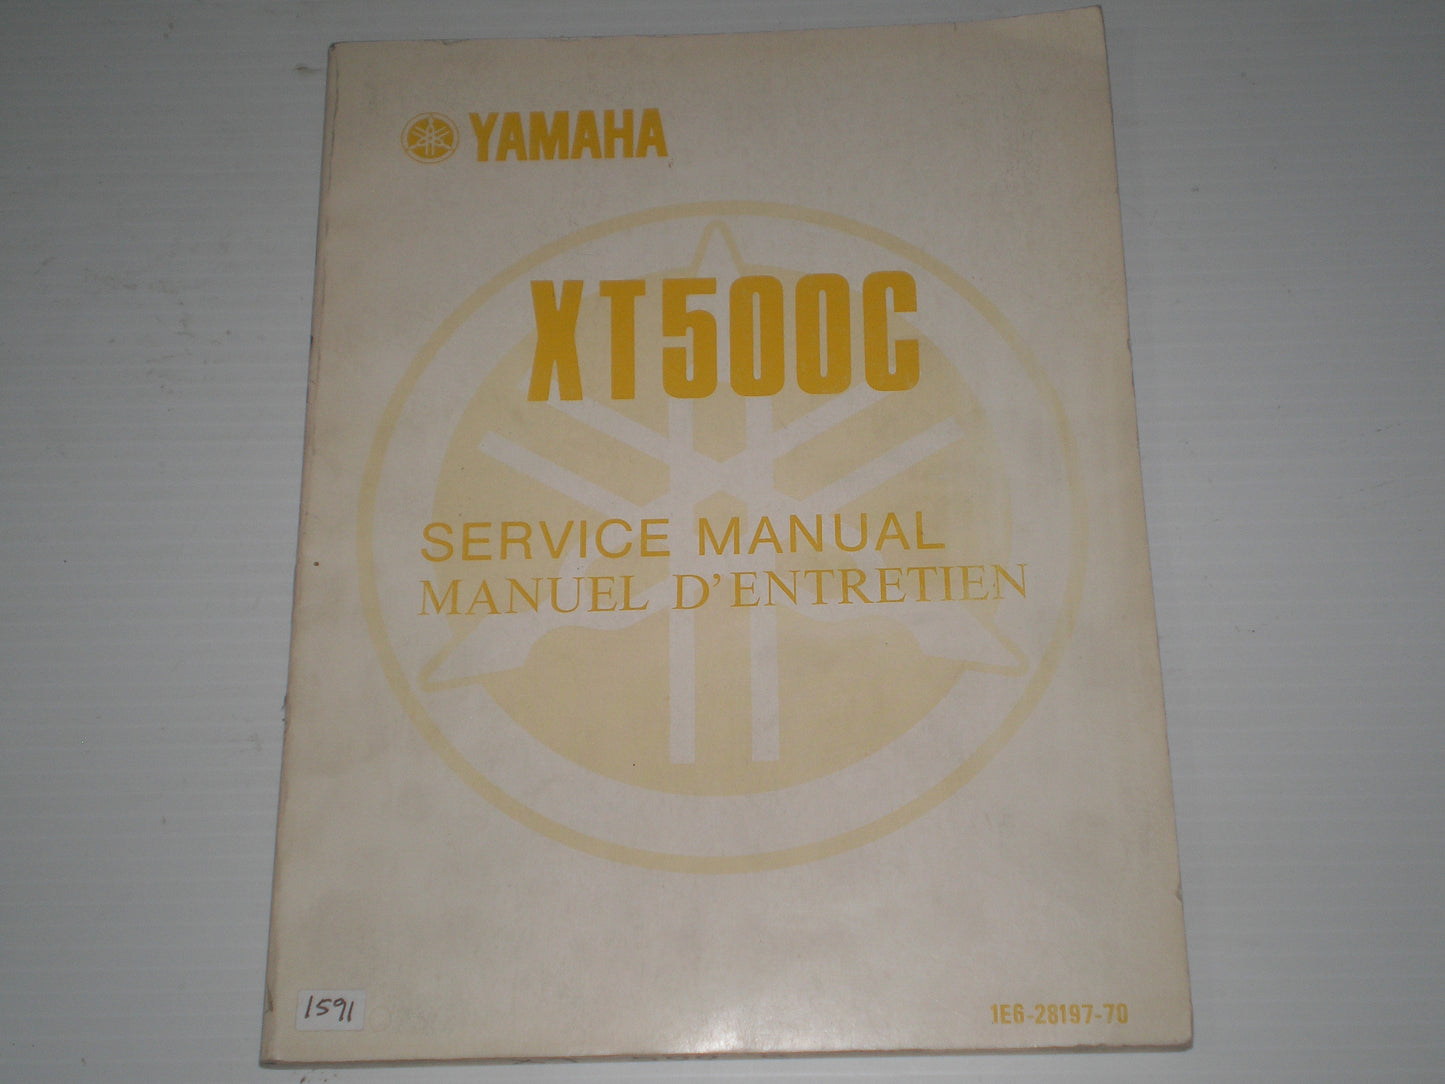 YAMAHA
XT500C
SERVICE MANUAL
MANUEL D'ENTRETIEN
1591
1E6-28197-70